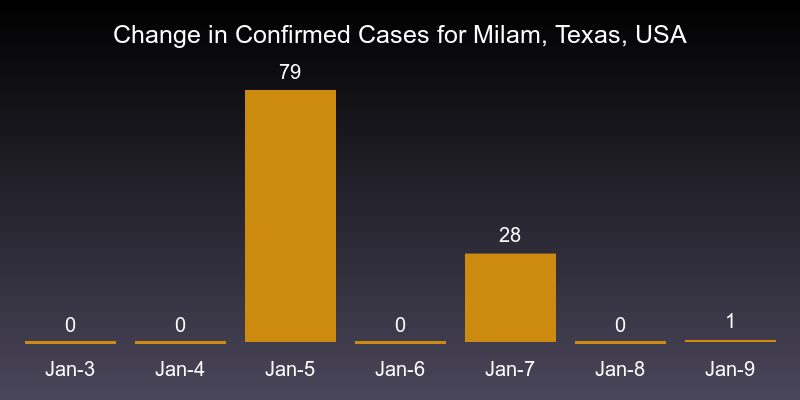 Change in Confirmed Cases for Milam, Texas, USA
79
28
0
0
0
0
1
Jan-3
Jan-4
Jan-5
Jan-6
Jan-7
Jan-8
Jan-9